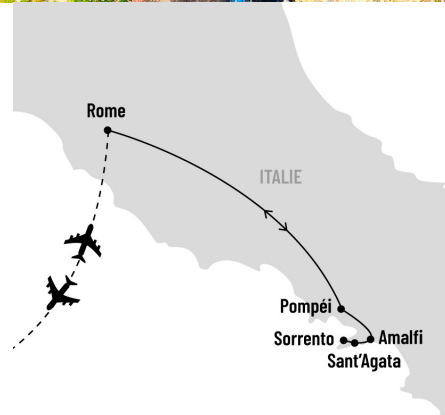 Rome
ITALIE
Pompéi
Sorrento
Amalfi
Sant'Agata